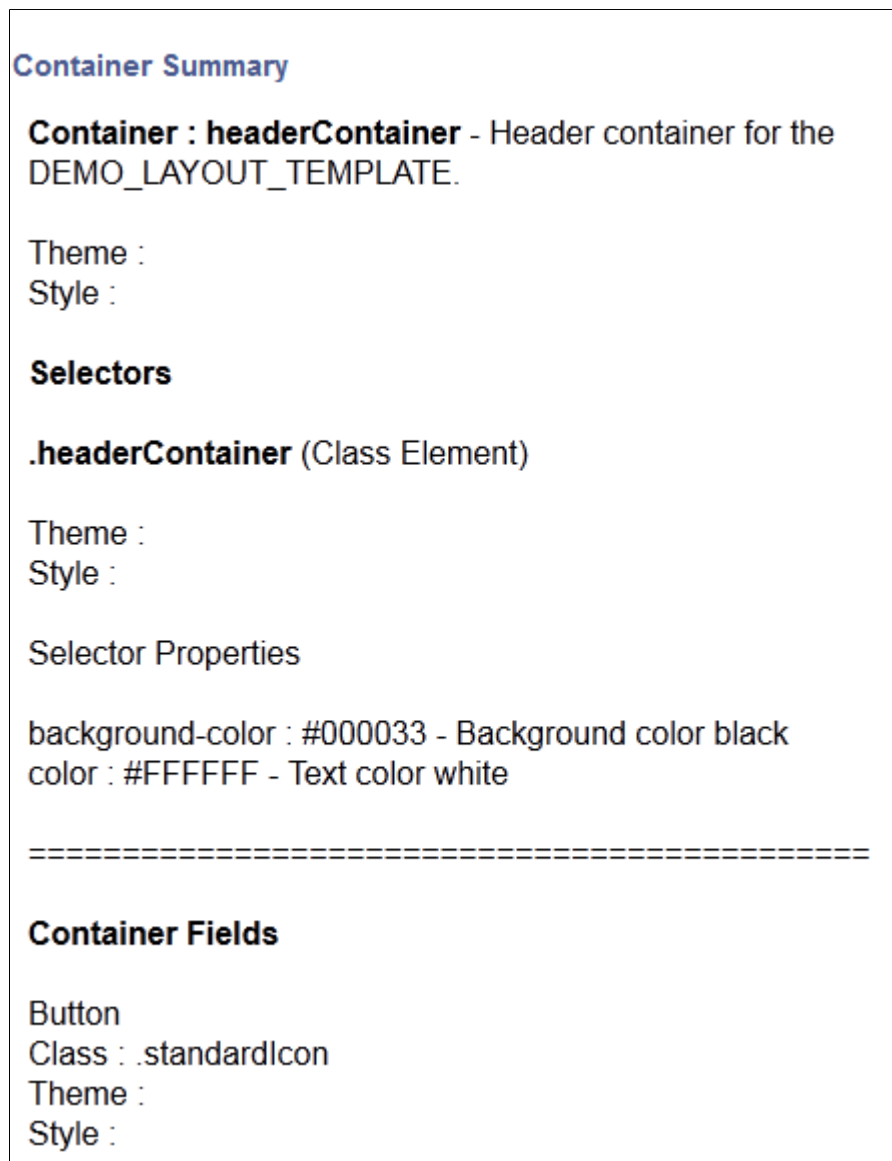 Container Summary
Container : headerContainer - Header container for the
DEMO_LAYOUT_TEMPLATE.
Theme :
Style :
Selectors
.headerContainer (Class Element)
Theme :
Style :
Selector Properties
background-color : #000033 - Background color black
color : #FFFFFF - Text color white
=============================================
Container Fields
Button
Class : .standardIcon
Theme :
Style :